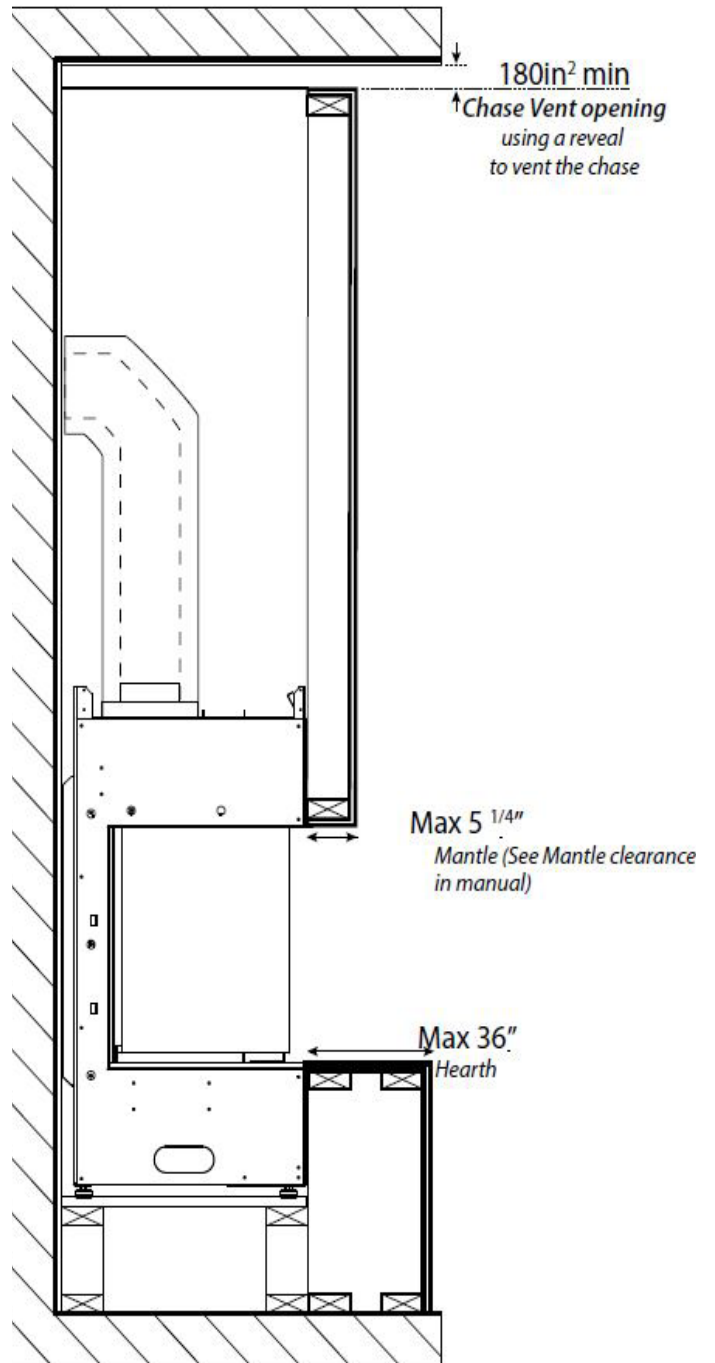 180in² min
Chase Vent opening
using a reveal
to vent the chase
Max 5 1/4"
Mantle (See Mantle clearance
in manual)
Max 36"
Hearth